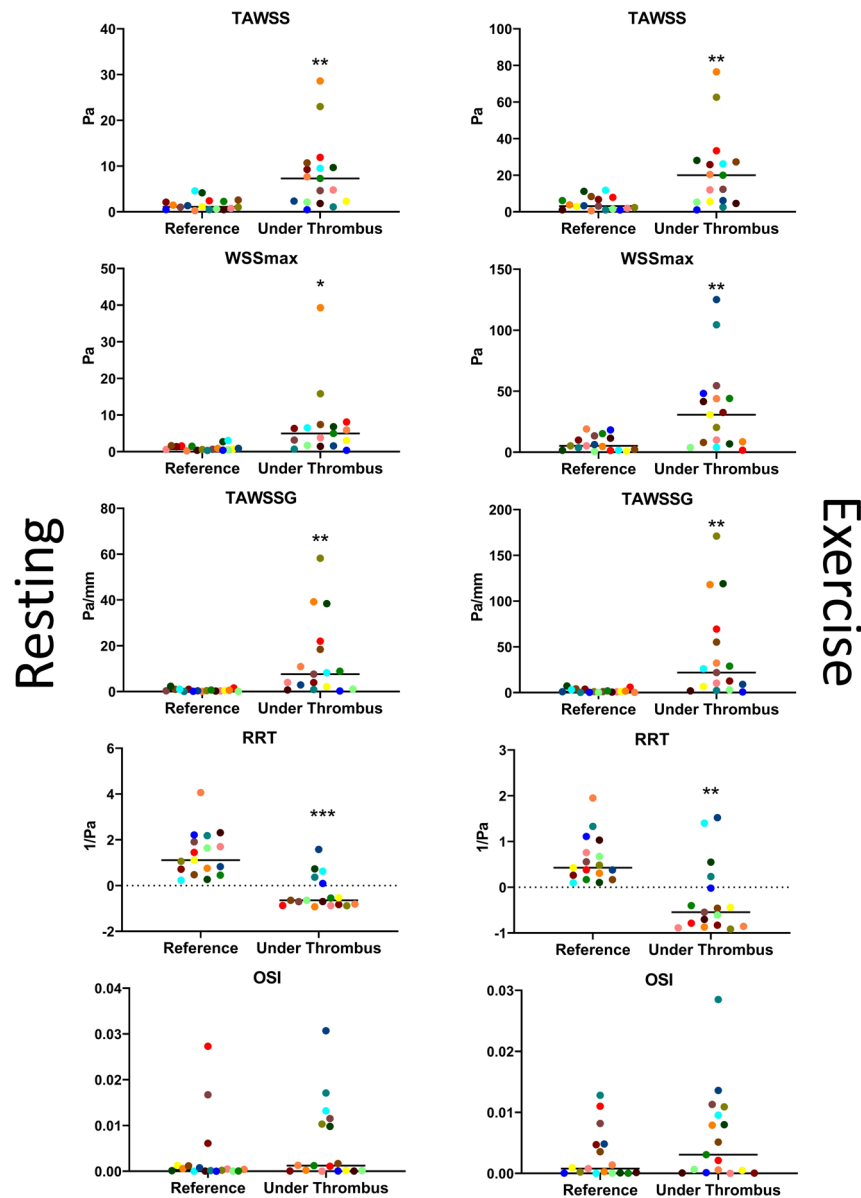 TAWSS
40
30
20
10
0
Pa
**
Reference Under Thrombus
TAWSS
100
80
60
40
20
0
Pa
**
Reference Under Thrombus
WSSmax
50
40
30
20
10
0
Pa
*
Reference Under Thrombus
WSSmax
150
100
50
0
Pa
**
Reference Under Thrombus
Resting
Exercise
TAWSSG
80
60
40
20
0
Pa/mm
**
Reference Under Thrombus
TAWSSG
200
150
100
50
0
Pa/mm
**
Reference Under Thrombus
RRT
6
4
2
0
-2
1/Pa
***
Reference Under Thrombus
RRT
3
2
1
0
-1
1/Pa
**
Reference Under Thrombus
OSI
0.04
0.03
0.02
0.01
0.00
Reference Under Thrombus
OSI
0.03
0.02
0.01
0.00
Reference Under Thrombus